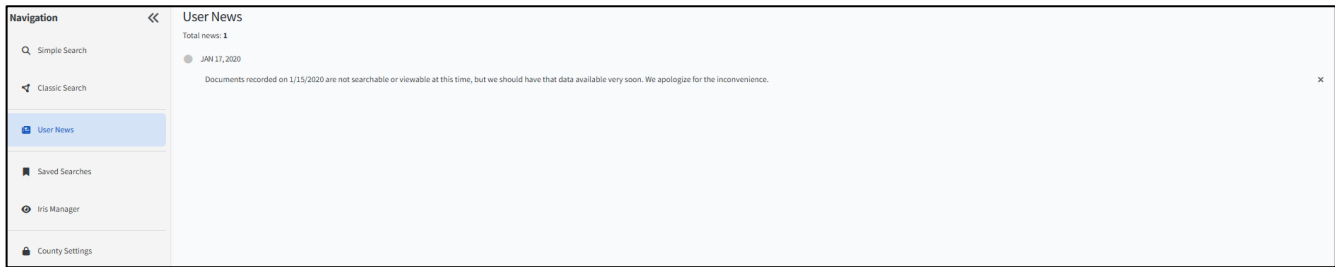 Navigation
Simple Search
Classic Search
User News
Saved Searches
Iris Manager
County Settings
User News
Total news: 1
JAN 17, 2020
Documents recorded on 1/15/2020 are not searchable or viewable at this time, but we should have that data available very soon. We apologize for the inconvenience.